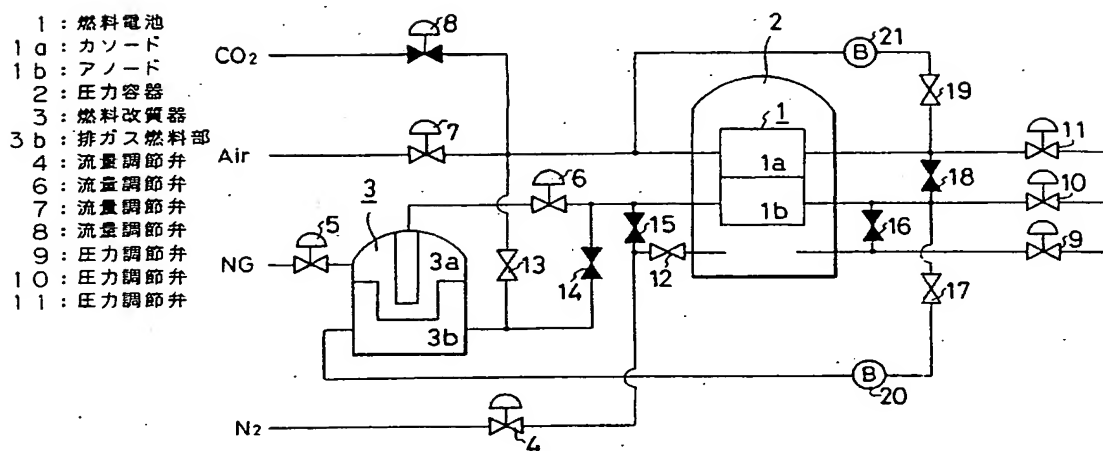 1 : 燃料電池
1a : カソード
1b : アノード
2 : 圧力容器
3 : 燃料改質器
3b : 排ガス燃料部
4 : 流量調節弁
6 : 流量調節弁
7 : 流量調節弁
8 : 流量調節弁
9 : 圧力調節弁
10 : 圧力調節弁
11 : 圧力調節弁
8
CO2
2
B 21
19
7
1
11
Air
1a
6
18
10
3
15
1b
16
5
9
NG
3a
13
14
12
17
3b
B
20
N2
4